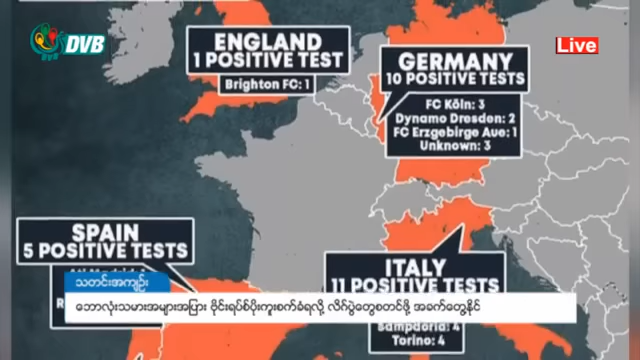 DVB
Live
ENGLAND
1 POSITIVE TEST
Brighton FC: 1
GERMANY
10 POSITIVE TESTS
FC Köln: 3
Dynamo Dresden: 2
FC Erzgebirge Aue: 1
Unknown: 3
SPAIN
5 POSITIVE TESTS
ITALY
11 POSITIVE TESTS
Sampdoria: 4
Torino: 4
သတင်းအကျဉ်း
ဘောလုံးသမားအများအပြား ဗိုင်းရပ်စ်ပိုးကူးစက်ခံရလို့ လိဂ်ပွဲတွေစတင်ဖို့ အခက်တွေ့နိုင်